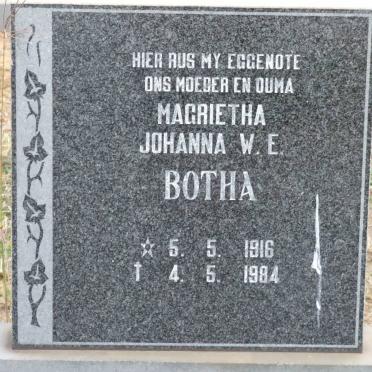 HIER RUS MY EGGENOTE
ONS MOEDER EN OUMA
MAGRIETHA
JOHANNA W. E.
BOTHA
☆ 5. 5. 1916
† 4. 5. 1984